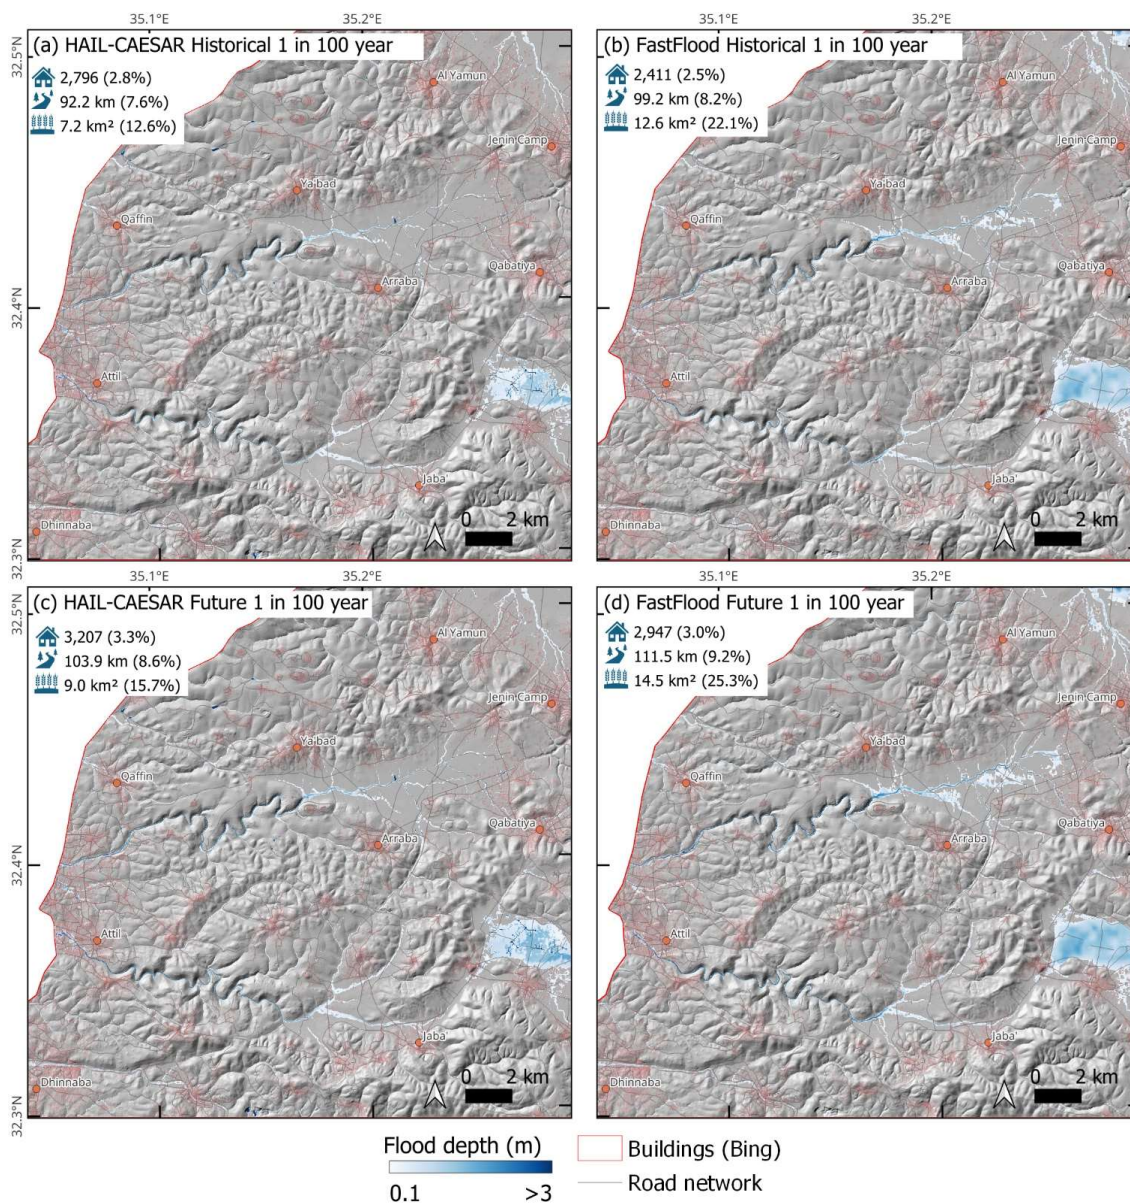 35.1°E
35.2°E
35.1°E
35.2°E
32.5°N
(a) HAIL-CAESAR Historical 1 in 100 year
2,796 (2.8%)
92.2 km (7.6%)
7.2 km² (12.6%)
Al Yamun
Jenin Camp
Ya'bad
Qaffin
Qabatiya
Arraba
32.4°N
Attil
Jaba'
Dhinnaba
0 2 km
32.3°N
(b) FastFlood Historical 1 in 100 year
2,411 (2.5%)
99.2 km (8.2%)
12.6 km² (22.1%)
Al Yamun
Jenin Camp
Ya'bad
Qaffin
Qabatiya
Arraba
Attil
Jaba'
Dhinnaba
0 2 km
35.1°E
35.2°E
35.1°E
35.2°E
32.5°N
(c) HAIL-CAESAR Future 1 in 100 year
3,207 (3.3%)
103.9 km (8.6%)
9.0 km² (15.7%)
Al Yamun
Jenin Camp
Ya'bad
Qaffin
Qabatiya
Arraba
32.4°N
Attil
Jaba'
Dhinnaba
0 2 km
32.3°N
(d) FastFlood Future 1 in 100 year
2,947 (3.0%)
111.5 km (9.2%)
14.5 km² (25.3%)
Al Yamun
Jenin Camp
Ya'bad
Qaffin
Qabatiya
Arraba
Attil
Jaba'
Dhinnaba
0 2 km
Flood depth (m)
0.1 >3
Buildings (Bing)
Road network